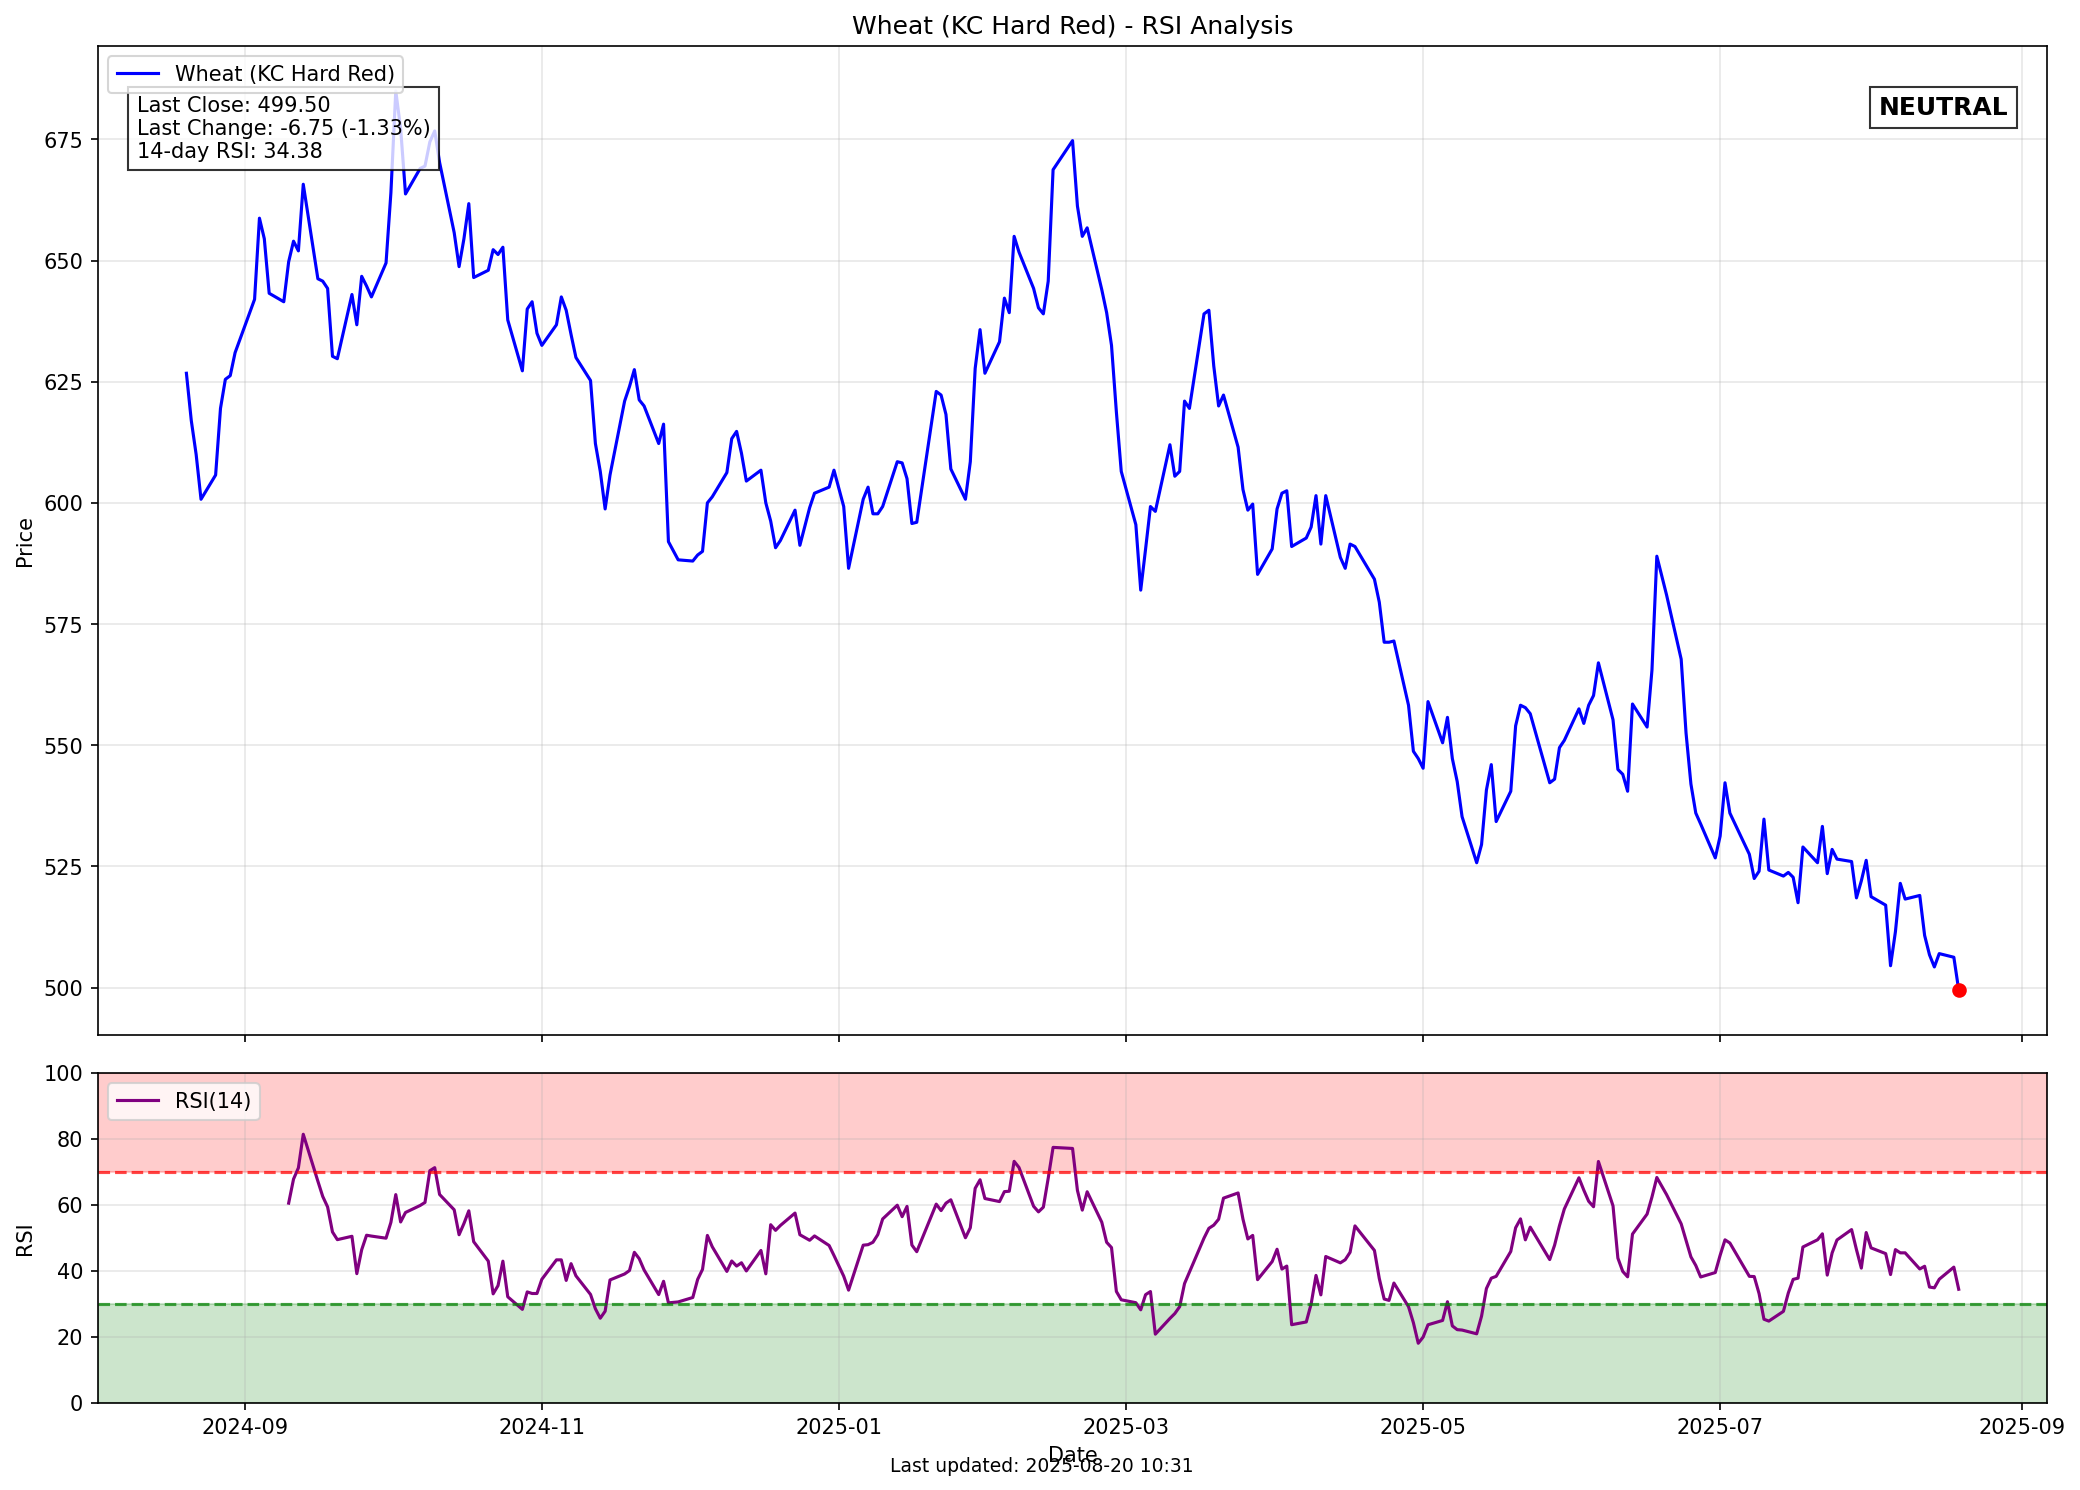 Wheat (KC Hard Red) - RSI Analysis
Wheat (KC Hard Red)
Last Close: 499.50
Last Change: -6.75 (-1.33%)
14-day RSI: 34.38
NEUTRAL
Price
675
650
625
600
575
550
525
500
RSI(14)
RSI
100
80
60
40
20
0
2024-09
2024-11
2025-01
2025-03
2025-05
2025-07
2025-09
Date
Last updated: 2025-08-20 10:31